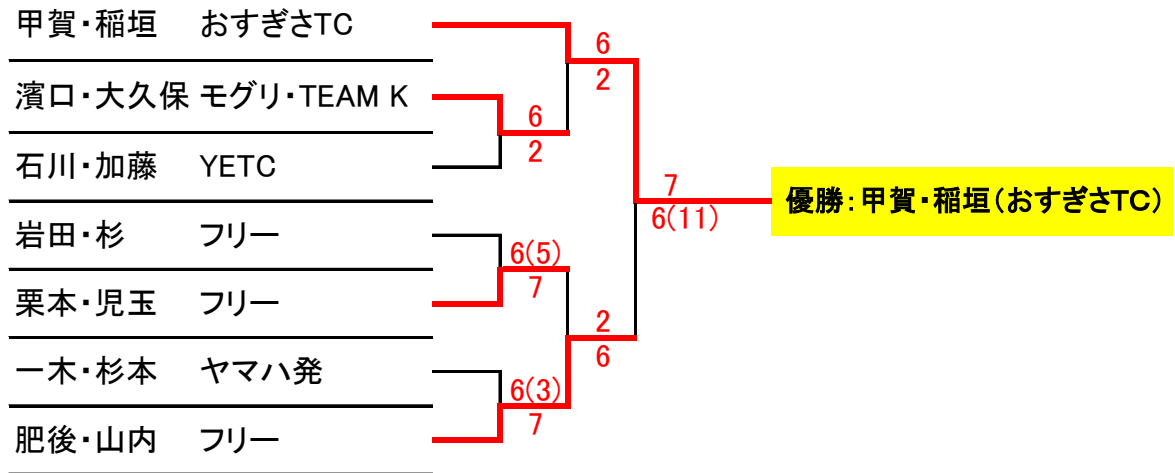 甲賀・稲垣 おすぎさTC
濱口・大久保 モグリ・TEAM K
石川・加藤 YETC
岩田・杉 フリー
栗本・児玉 フリー
一木・杉本 ヤマハ発
肥後・山内 フリー
6
2
6(5)
7
6(3)
7
6
2
2
6
7
6(11)
優勝：甲賀・稲垣（おすぎさTC）